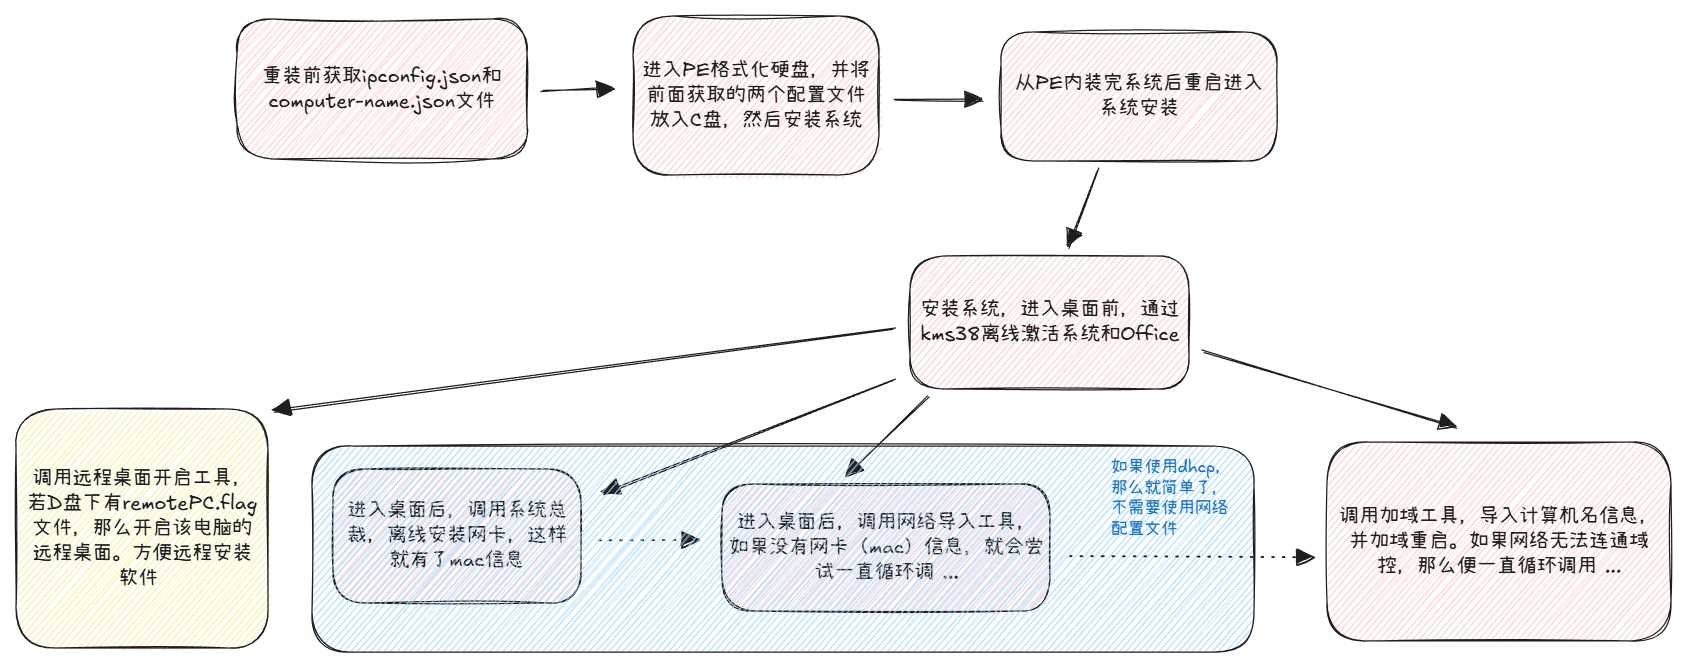 重装前获取ipconfig.json和
computer-name.json文件
进入PE格式化硬盘，并将
前面获取的两个配置文件
放入C盘，然后安装系统
从PE内装完系统后重启进入
系统安装
安装系统，进入桌面前，通过
kms38离线激活系统和Office
调用远程桌面开启工具，
若D盘下有remotePC.flag
文件，那么开启该电脑的
远程桌面。方便远程安装
软件
进入桌面后，调用系统总
裁，离线安装网卡，这样
就有了mac信息
进入桌面后，调用网络导入工具，
如果没有网卡（mac）信息，就会尝
试一直循环调 ...
如果使用dhcp，
那么就简单了，
不需要使用网络
配置文件
调用加域工具，导入计算机名信息，
并加域重启。如果网络无法连通域
控，那么便一直循环调用 ...